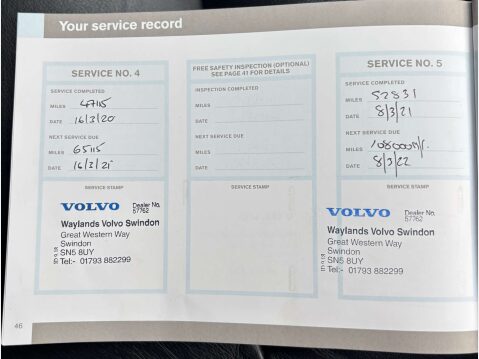 Your service record
SERVICE NO. 4
SERVICE COMPLETED
MILES 47115
DATE 16/3/20
NEXT SERVICE DUE
MILES 65115
DATE 16/3/21
SERVICE STAMP
VOLVO Dealer No.
57762
Waylands Volvo Swindon
Great Western Way
Swindon
SN5 8UY
Tel:- 01793 882299
FREE SAFETY INSPECTION (OPTIONAL)
SEE PAGE 41 FOR DETAILS
INSPECTION COMPLETED
MILES
DATE
NEXT SERVICE DUE
MILES
DATE
SERVICE STAMP
SERVICE NO. 5
SERVICE COMPLETED
MILES 52831
DATE 8/3/21
NEXT SERVICE DUE
MILES
DATE 8/3/22
SERVICE STAMP
VOLVO Dealer No.
57762
Waylands Volvo Swindon
Great Western Way
Swindon
SN5 8UY
Tel:- 01793 882299
46